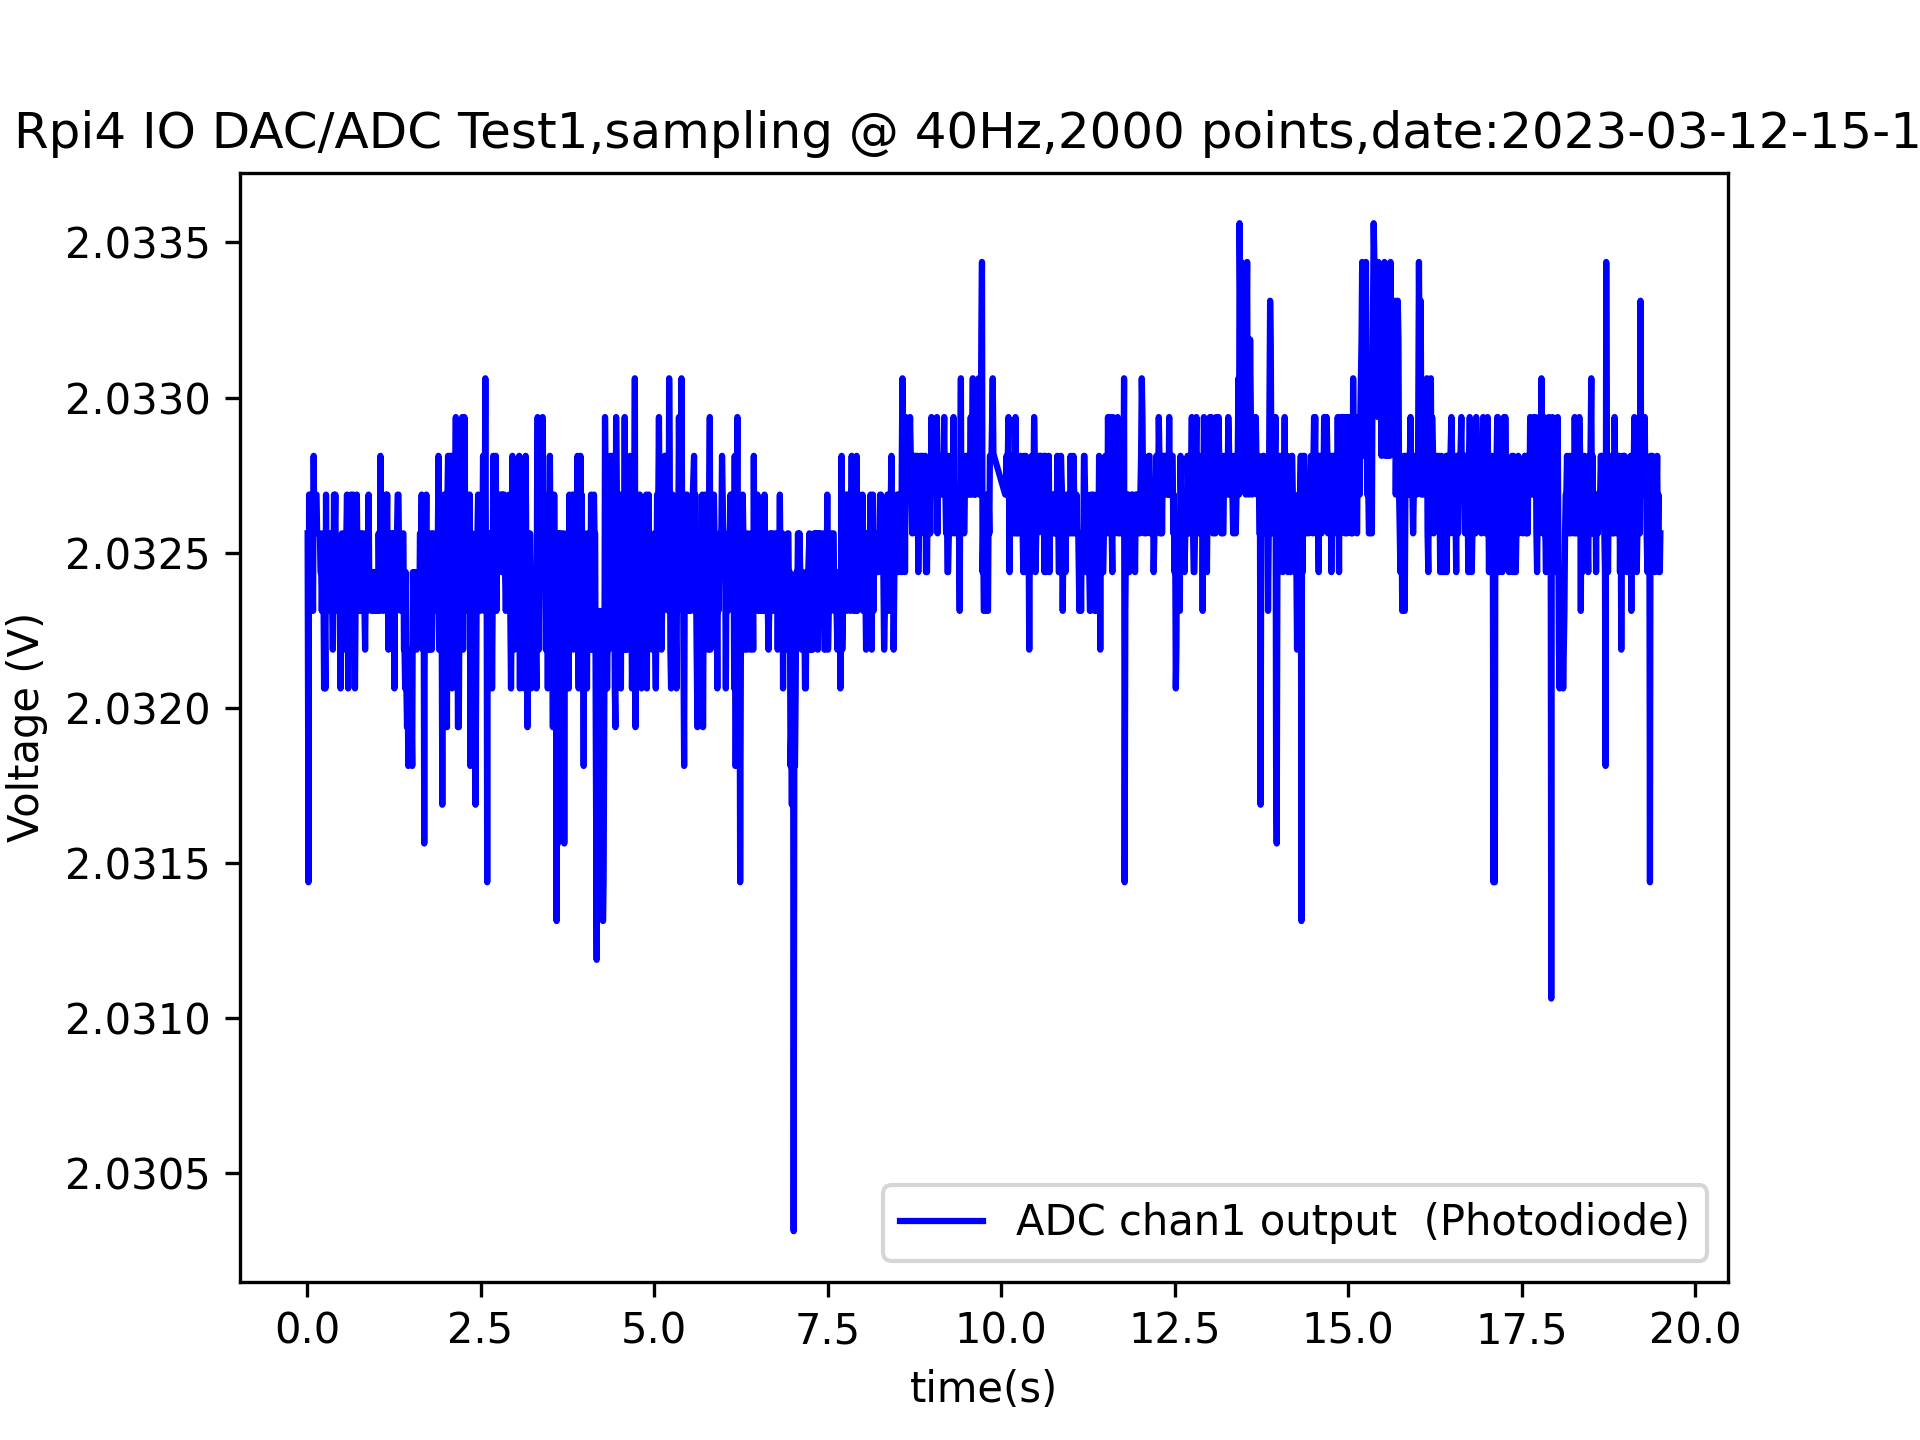 Rpi4 IO DAC/ADC Test1,sampling @ 40Hz,2000 points,date:2023-03-12-15-1
2.0335
2.0330
2.0325
2.0320
2.0315
2.0310
2.0305
Voltage (V)
ADC chan1 output  (Photodiode)
0.0 2.5 5.0 7.5 10.0 12.5 15.0 17.5 20.0
time(s)